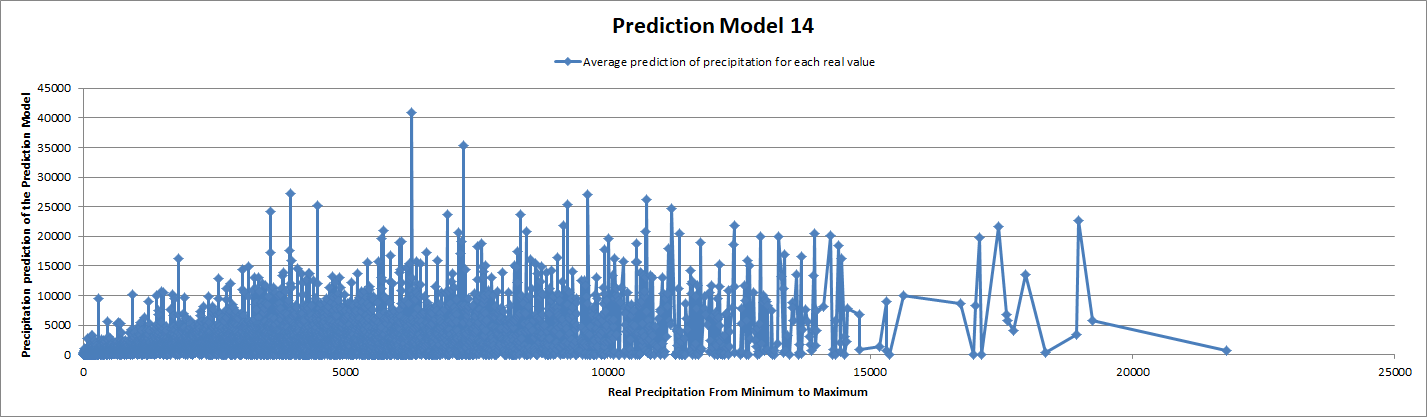 Prediction Model 14
Average prediction of precipitation for each real value
Precipitation prediction of the Prediction Model
45000
40000
35000
30000
25000
20000
15000
10000
5000
0
0 5000 10000 15000 20000 25000
Real Precipitation From Minimum to Maximum